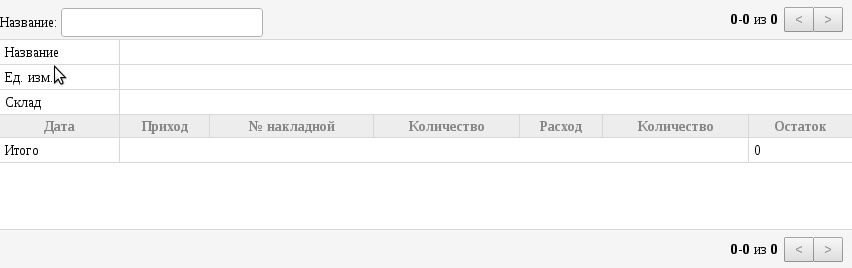 Название: 0-0 из 0 < >
Название
Ед. изм.
Склад
Дата Приход № накладной Количество Расход Количество Остаток
Итого 0
0-0 из 0 < >